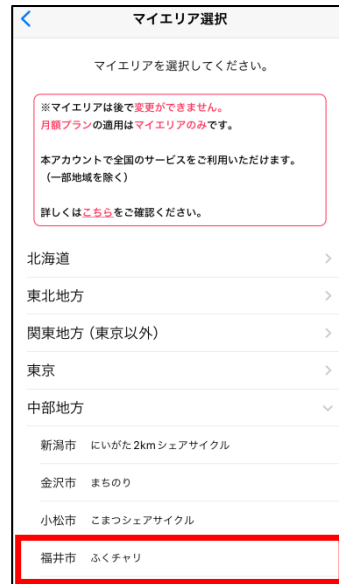 マイエリア選択
マイエリアを選択してください。
※マイエリアは後で変更ができません。
月額プランの適用はマイエリアのみです。
本アカウントで全国のサービスをご利用いただけます。
（一部地域を除く）
詳しくはこちらをご確認ください。
北海道
東北地方
関東地方（東京以外）
東京
中部地方
新潟市 にいがた2kmシェアサイクル
金沢市 まちのり
小松市 こまつシェアサイクル
福井市 ふくチャリ